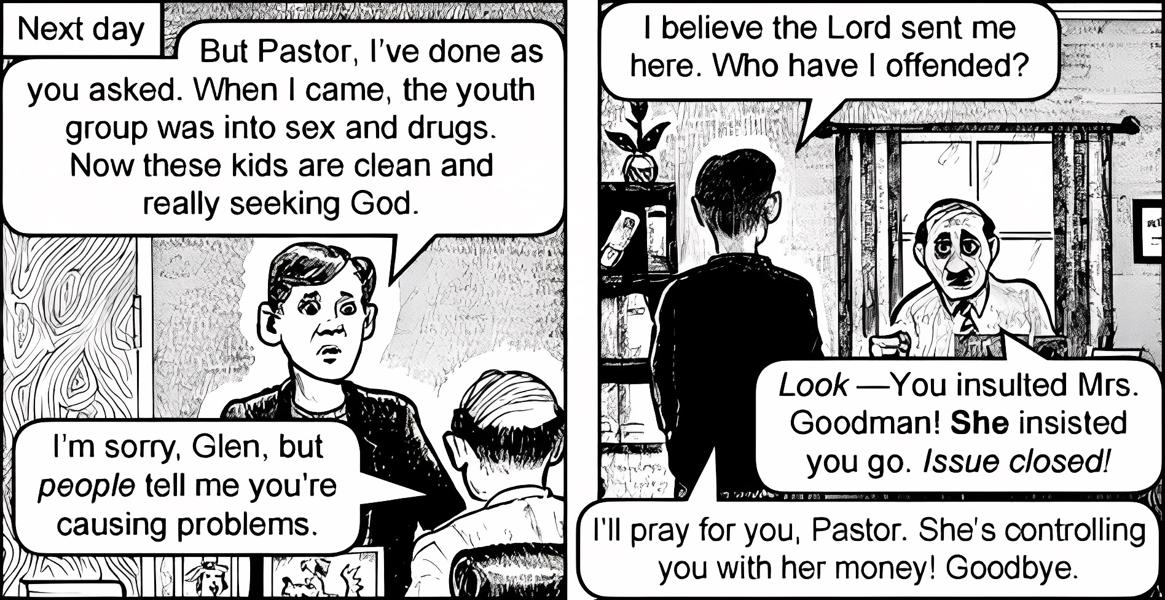 Next day
But Pastor, I've done as
you asked. When I came, the youth
group was into sex and drugs.
Now these kids are clean and
really seeking God.
I'm sorry, Glen, but
people tell me you're
causing problems.
I believe the Lord sent me
here. Who have I offended?
Look —You insulted Mrs.
Goodman! She insisted
you go. Issue closed!
I'll pray for you, Pastor. She's controlling
you with her money! Goodbye.